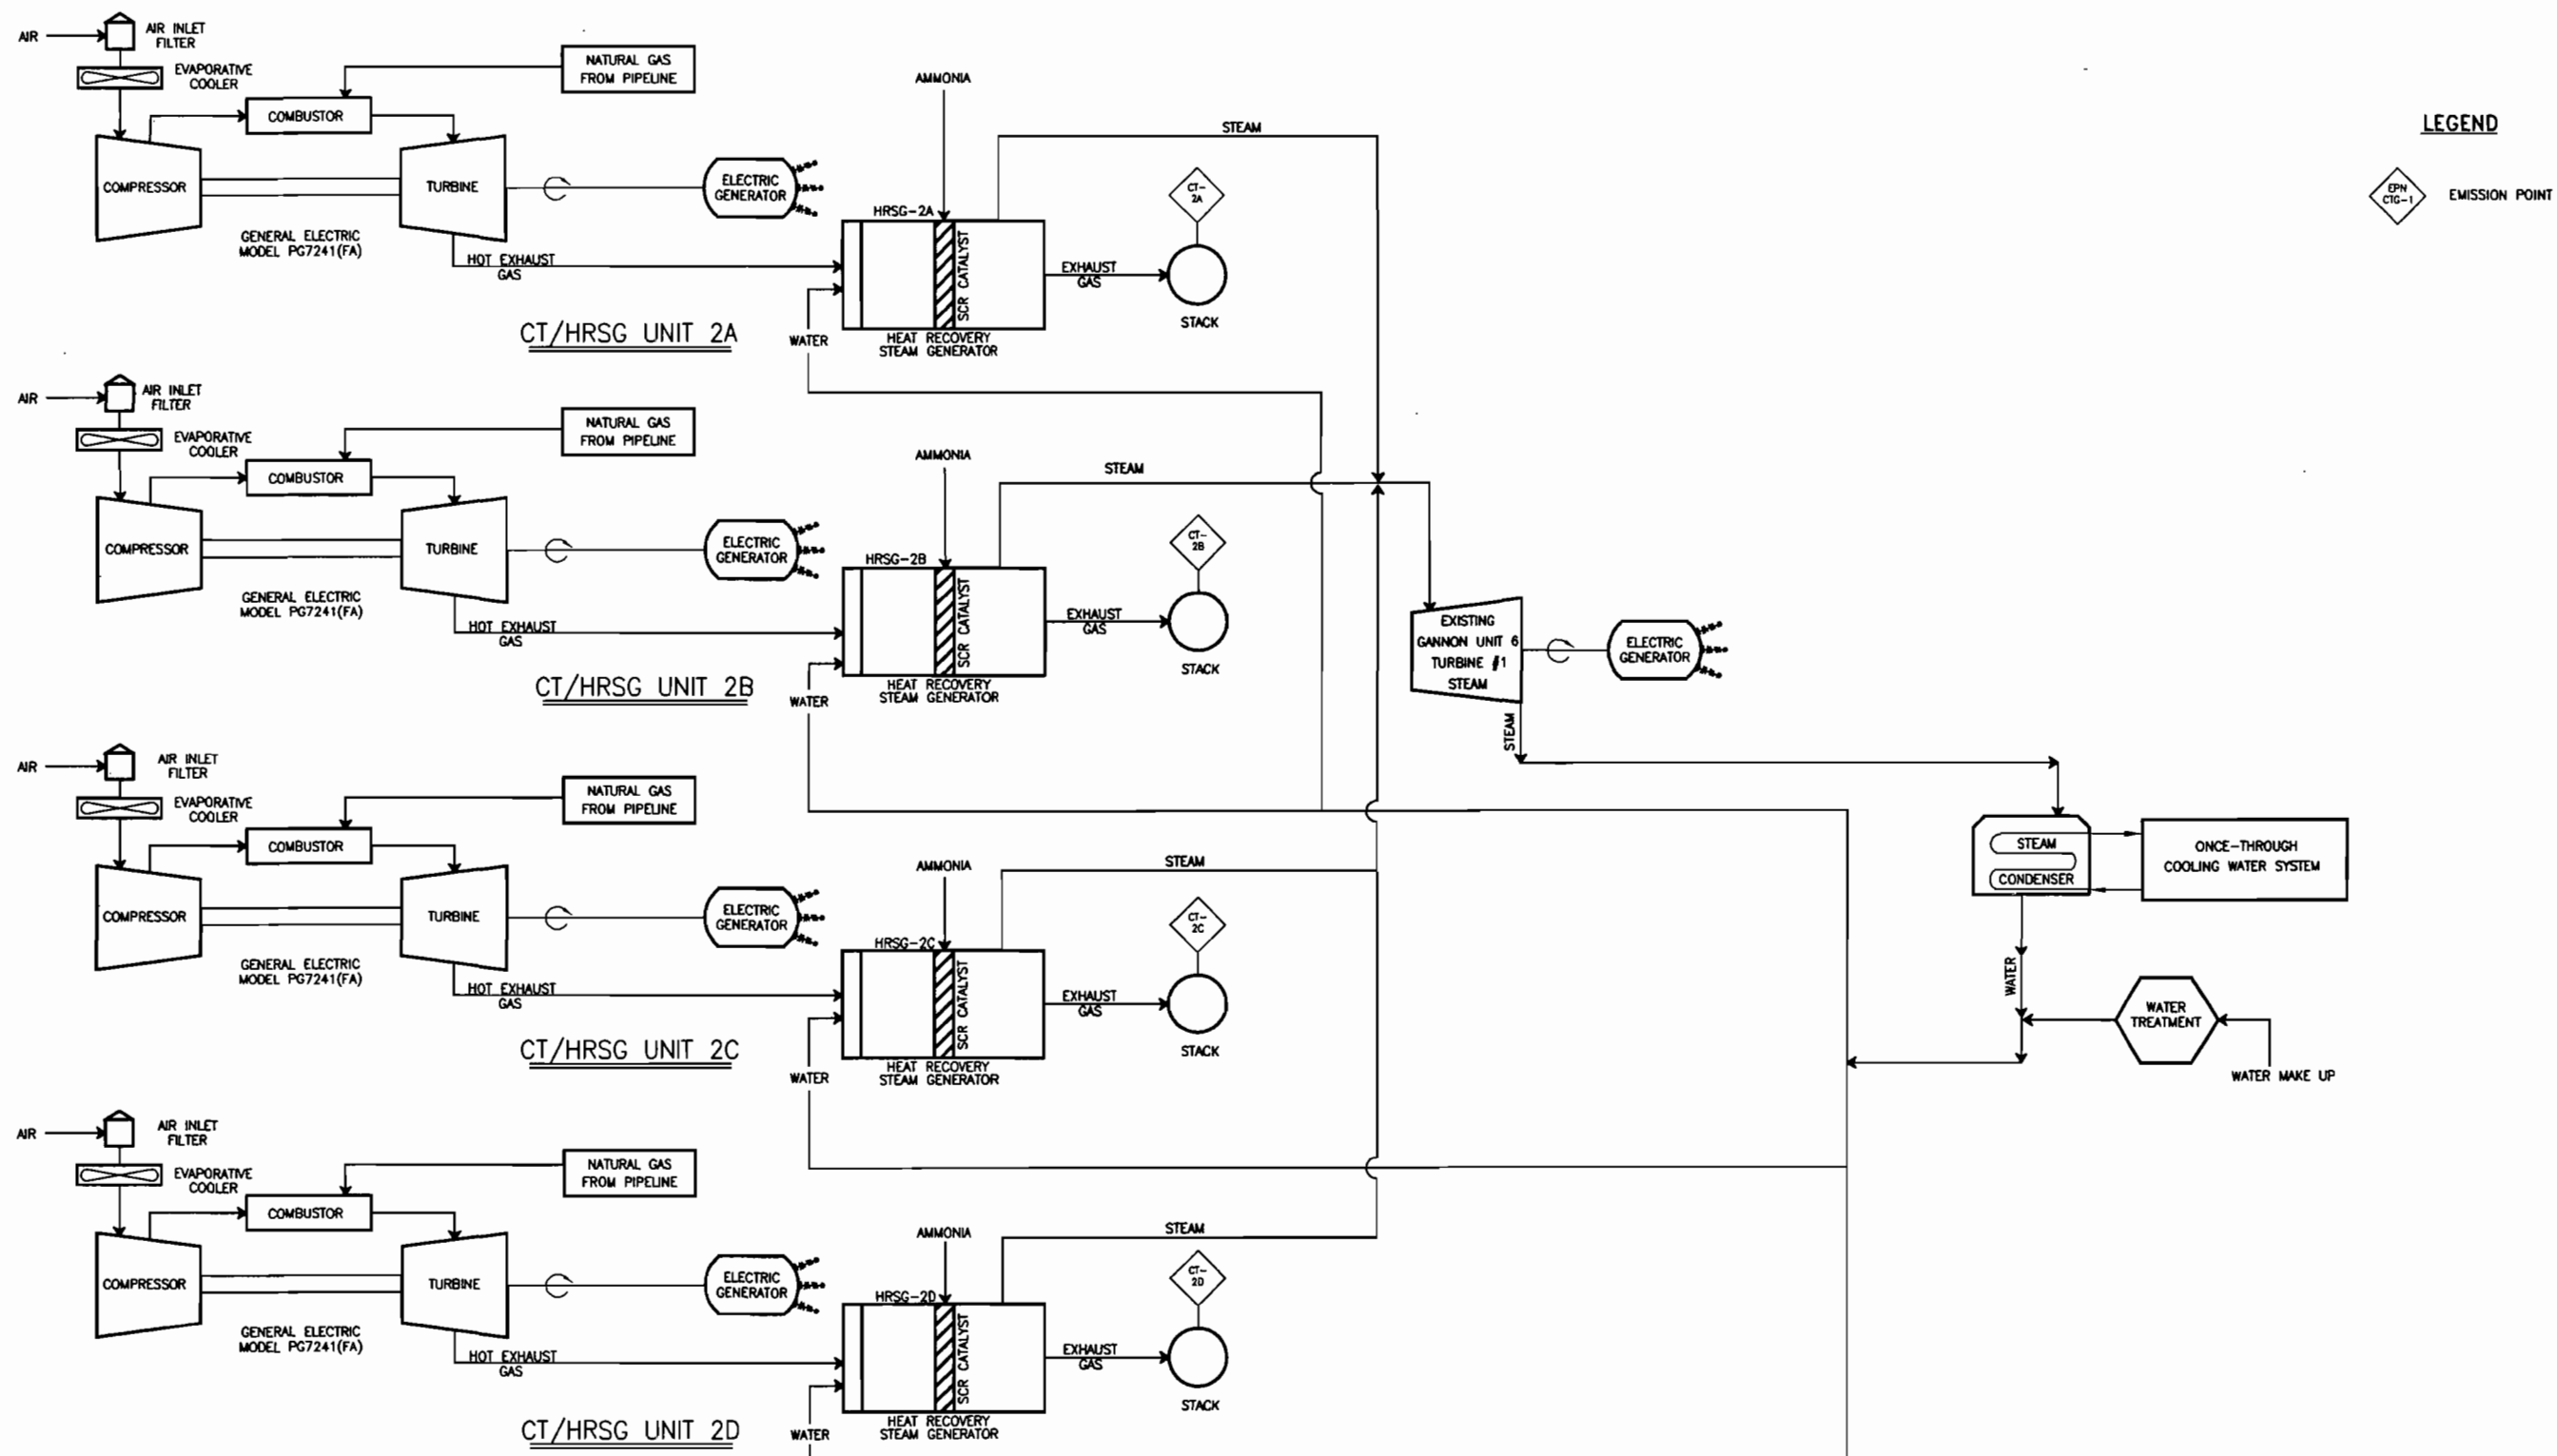 AIR
AIR INLET
FILTER
EVAPORATIVE
COOLER
NATURAL GAS
FROM PIPELINE
COMBUSTOR
COMPRESSOR
TURBINE
ELECTRIC
GENERATOR
GENERAL ELECTRIC
MODEL PG7241(FA)
HOT EXHAUST
GAS
AMMONIA
STEAM
HRSG-2A
SCR CATALYST
HEAT RECOVERY
STEAM GENERATOR
WATER
EXHAUST
GAS
CT-
2A
STACK
CT/HRSG UNIT 2A
LEGEND
EPN
CTG-1
EMISSION POINT
AIR
AIR INLET
FILTER
EVAPORATIVE
COOLER
NATURAL GAS
FROM PIPELINE
COMBUSTOR
COMPRESSOR
TURBINE
ELECTRIC
GENERATOR
GENERAL ELECTRIC
MODEL PG7241(FA)
HOT EXHAUST
GAS
AMMONIA
STEAM
HRSG-2B
SCR CATALYST
HEAT RECOVERY
STEAM GENERATOR
WATER
EXHAUST
GAS
CT-
2B
STACK
CT/HRSG UNIT 2B
EXISTING
GANNON UNIT 6
TURBINE #1
STEAM
ELECTRIC
GENERATOR
STEAM
AIR
AIR INLET
FILTER
EVAPORATIVE
COOLER
NATURAL GAS
FROM PIPELINE
COMBUSTOR
COMPRESSOR
TURBINE
ELECTRIC
GENERATOR
GENERAL ELECTRIC
MODEL PG7241(FA)
HOT EXHAUST
GAS
AMMONIA
STEAM
HRSG-2C
SCR CATALYST
HEAT RECOVERY
STEAM GENERATOR
WATER
EXHAUST
GAS
CT-
2C
STACK
CT/HRSG UNIT 2C
STEAM
CONDENSER
ONCE-THROUGH
COOLING WATER SYSTEM
WATER
WATER
TREATMENT
WATER MAKE UP
AIR
AIR INLET
FILTER
EVAPORATIVE
COOLER
NATURAL GAS
FROM PIPELINE
COMBUSTOR
COMPRESSOR
TURBINE
ELECTRIC
GENERATOR
GENERAL ELECTRIC
MODEL PG7241(FA)
HOT EXHAUST
GAS
AMMONIA
STEAM
HRSG-2D
SCR CATALYST
HEAT RECOVERY
STEAM GENERATOR
WATER
EXHAUST
GAS
CT-
2D
STACK
CT/HRSG UNIT 2D